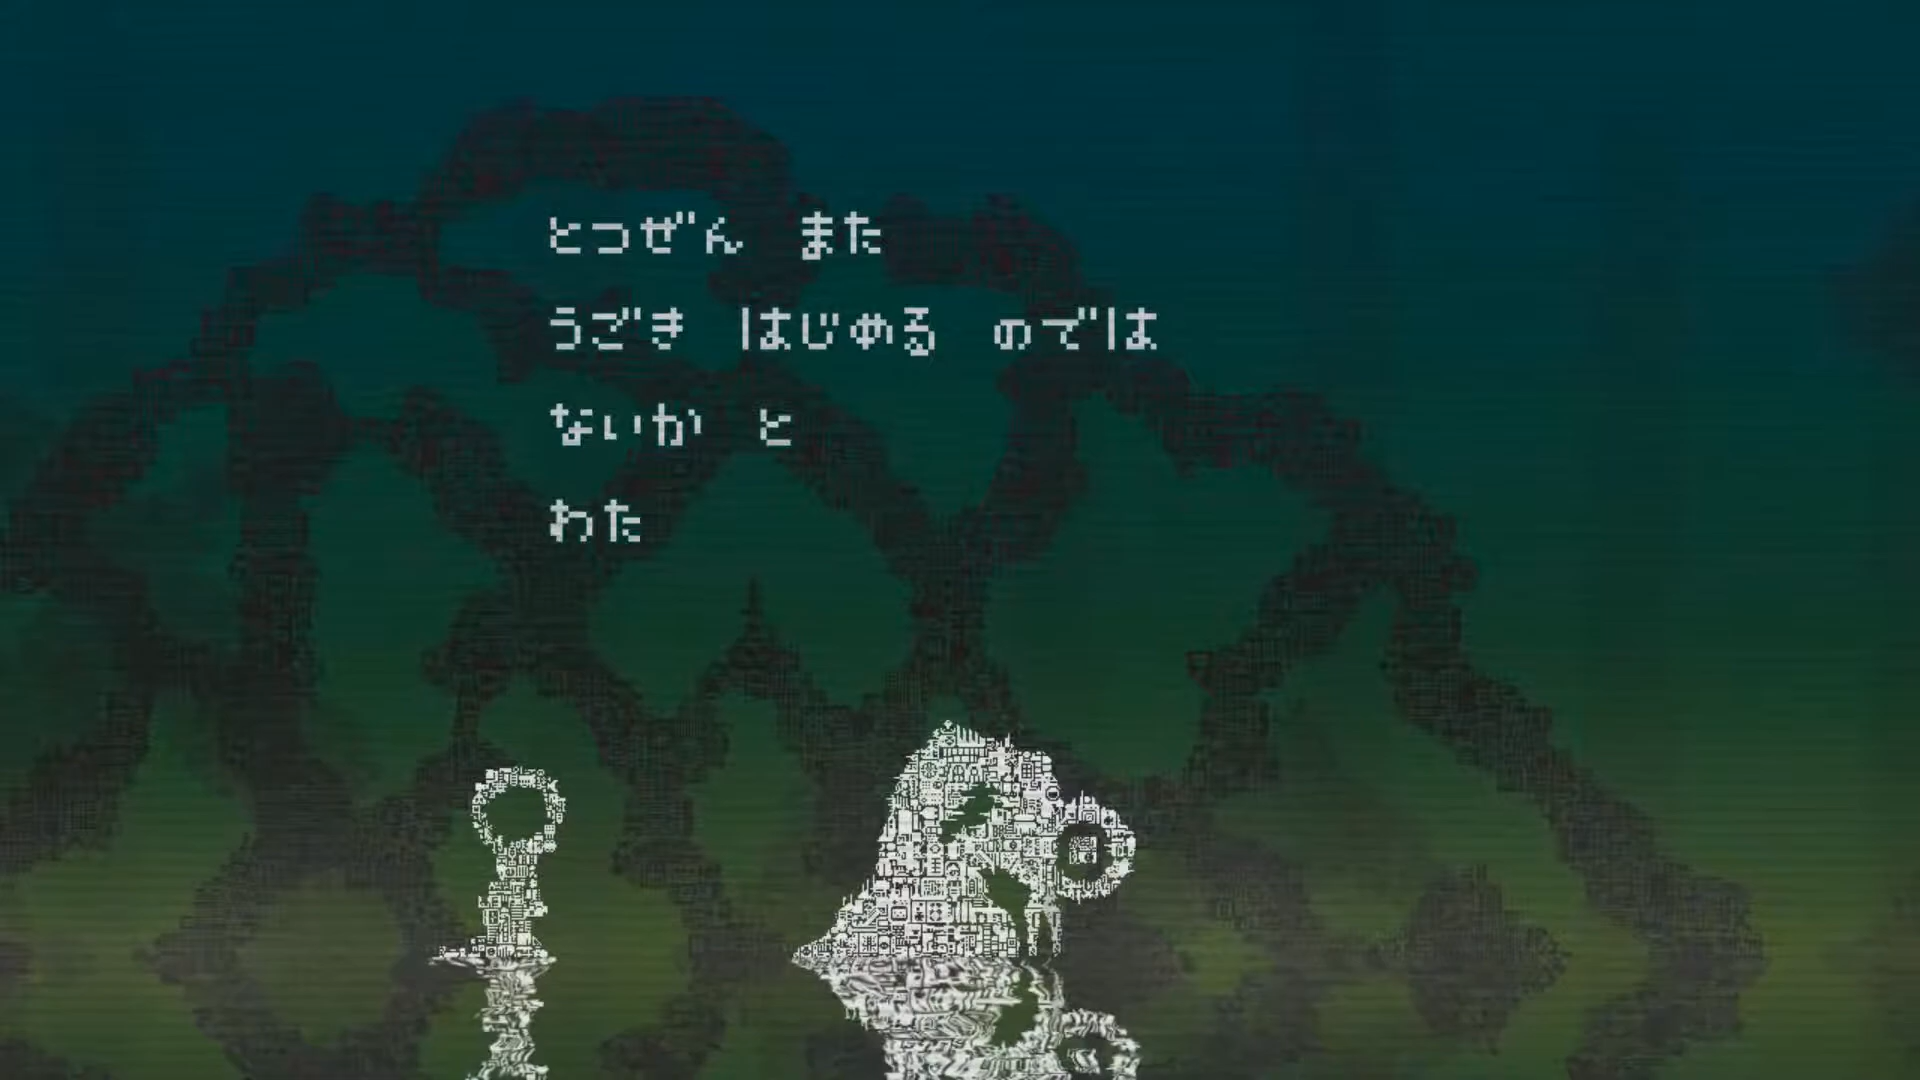 とつぜん　また
うごき　はじめる　のでは
ないか　と
わた